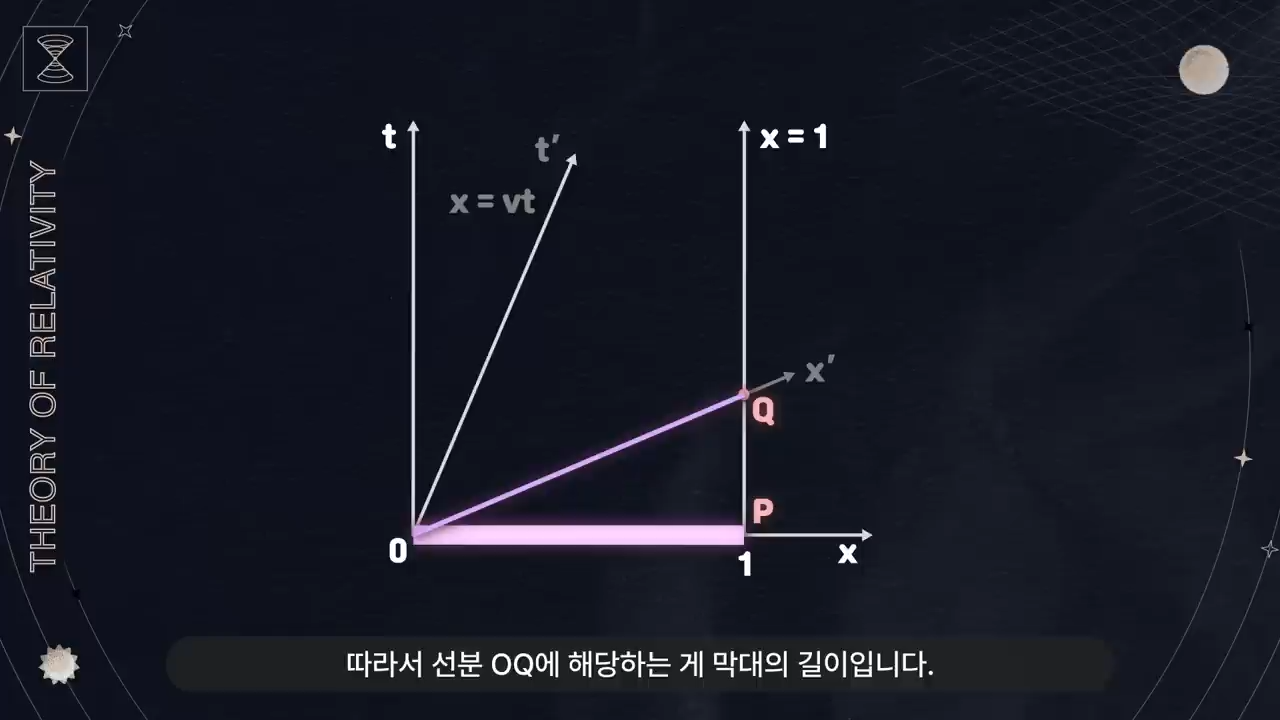 THEORY OF RELATIVITY
t
t′
x = 1
x = vt
x′
Q
P
0
1
x
따라서 선분 OQ에 해당하는 게 막대의 길이입니다.